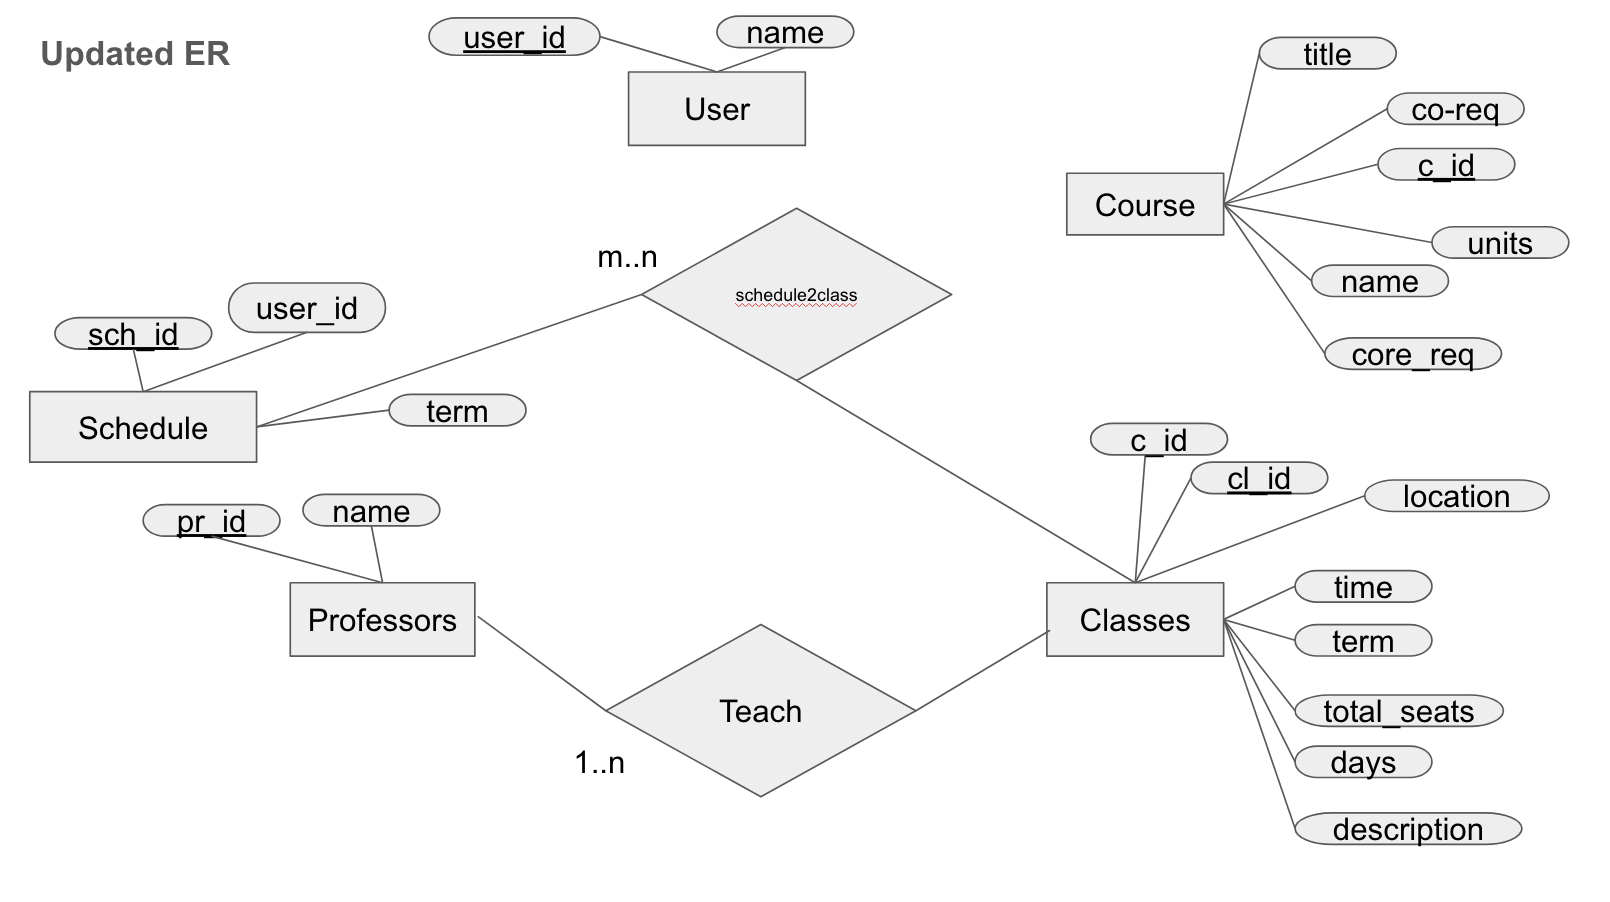 Updated ER
user_id
name
User
title
co-req
c_id
Course
units
name
core_req
m..n
schedule2class
user_id
sch_id
term
Schedule
c_id
cl_id
location
pr_id
name
Professors
Classes
time
term
total_seats
days
description
Teach
1..n